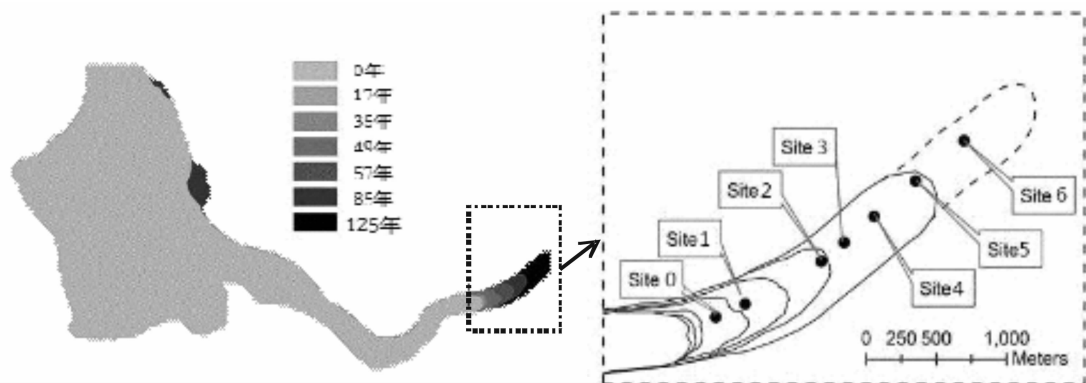 0年
17年
35年
49年
57年
85年
125年
Site 3
Site 2
Site 1
Site 0
Site 6
Site5
Site4
0 250 500 1,000
Meters